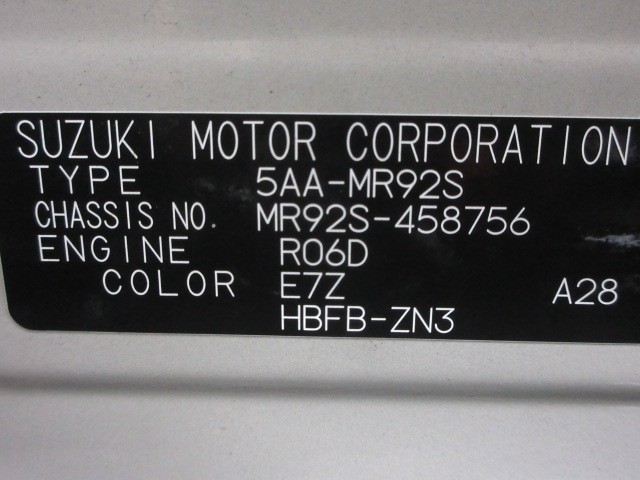 SUZUKI MOTOR CORPORATION
TYPE 5AA-MR92S
CHASSIS NO. MR92S-458756
ENGINE R06D
COLOR E7Z A28
HBFB-ZN3